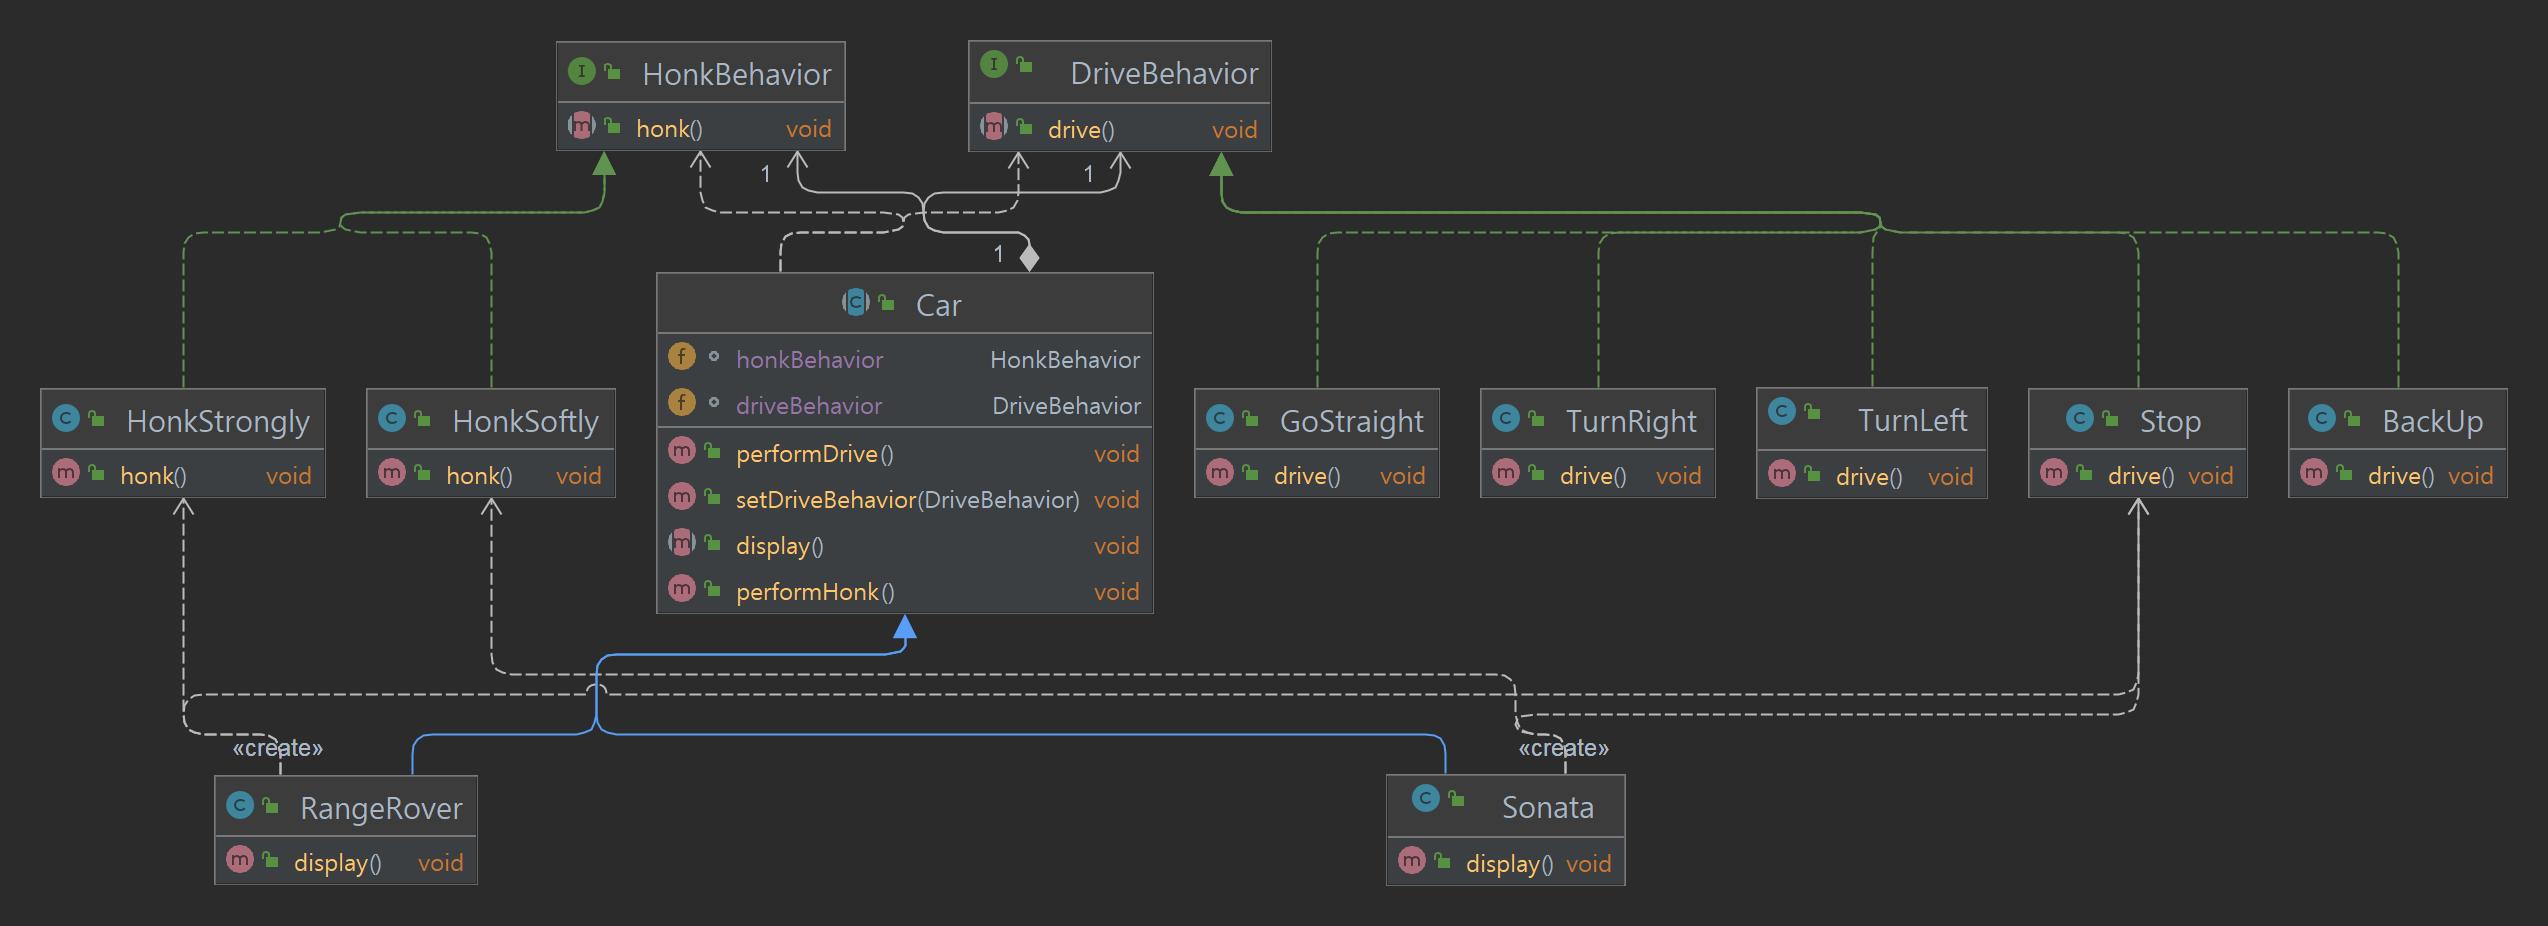 HonkBehavior
honk() void
DriveBehavior
drive() void
1
1
1
Car
honkBehavior HonkBehavior
driveBehavior DriveBehavior
performDrive() void
setDriveBehavior(DriveBehavior) void
display() void
performHonk() void
HonkStrongly
honk() void
HonkSoftly
honk() void
GoStraight
drive() void
TurnRight
drive() void
TurnLeft
drive() void
Stop
drive() void
BackUp
drive() void
«create»
«create»
RangeRover
display() void
Sonata
display() void